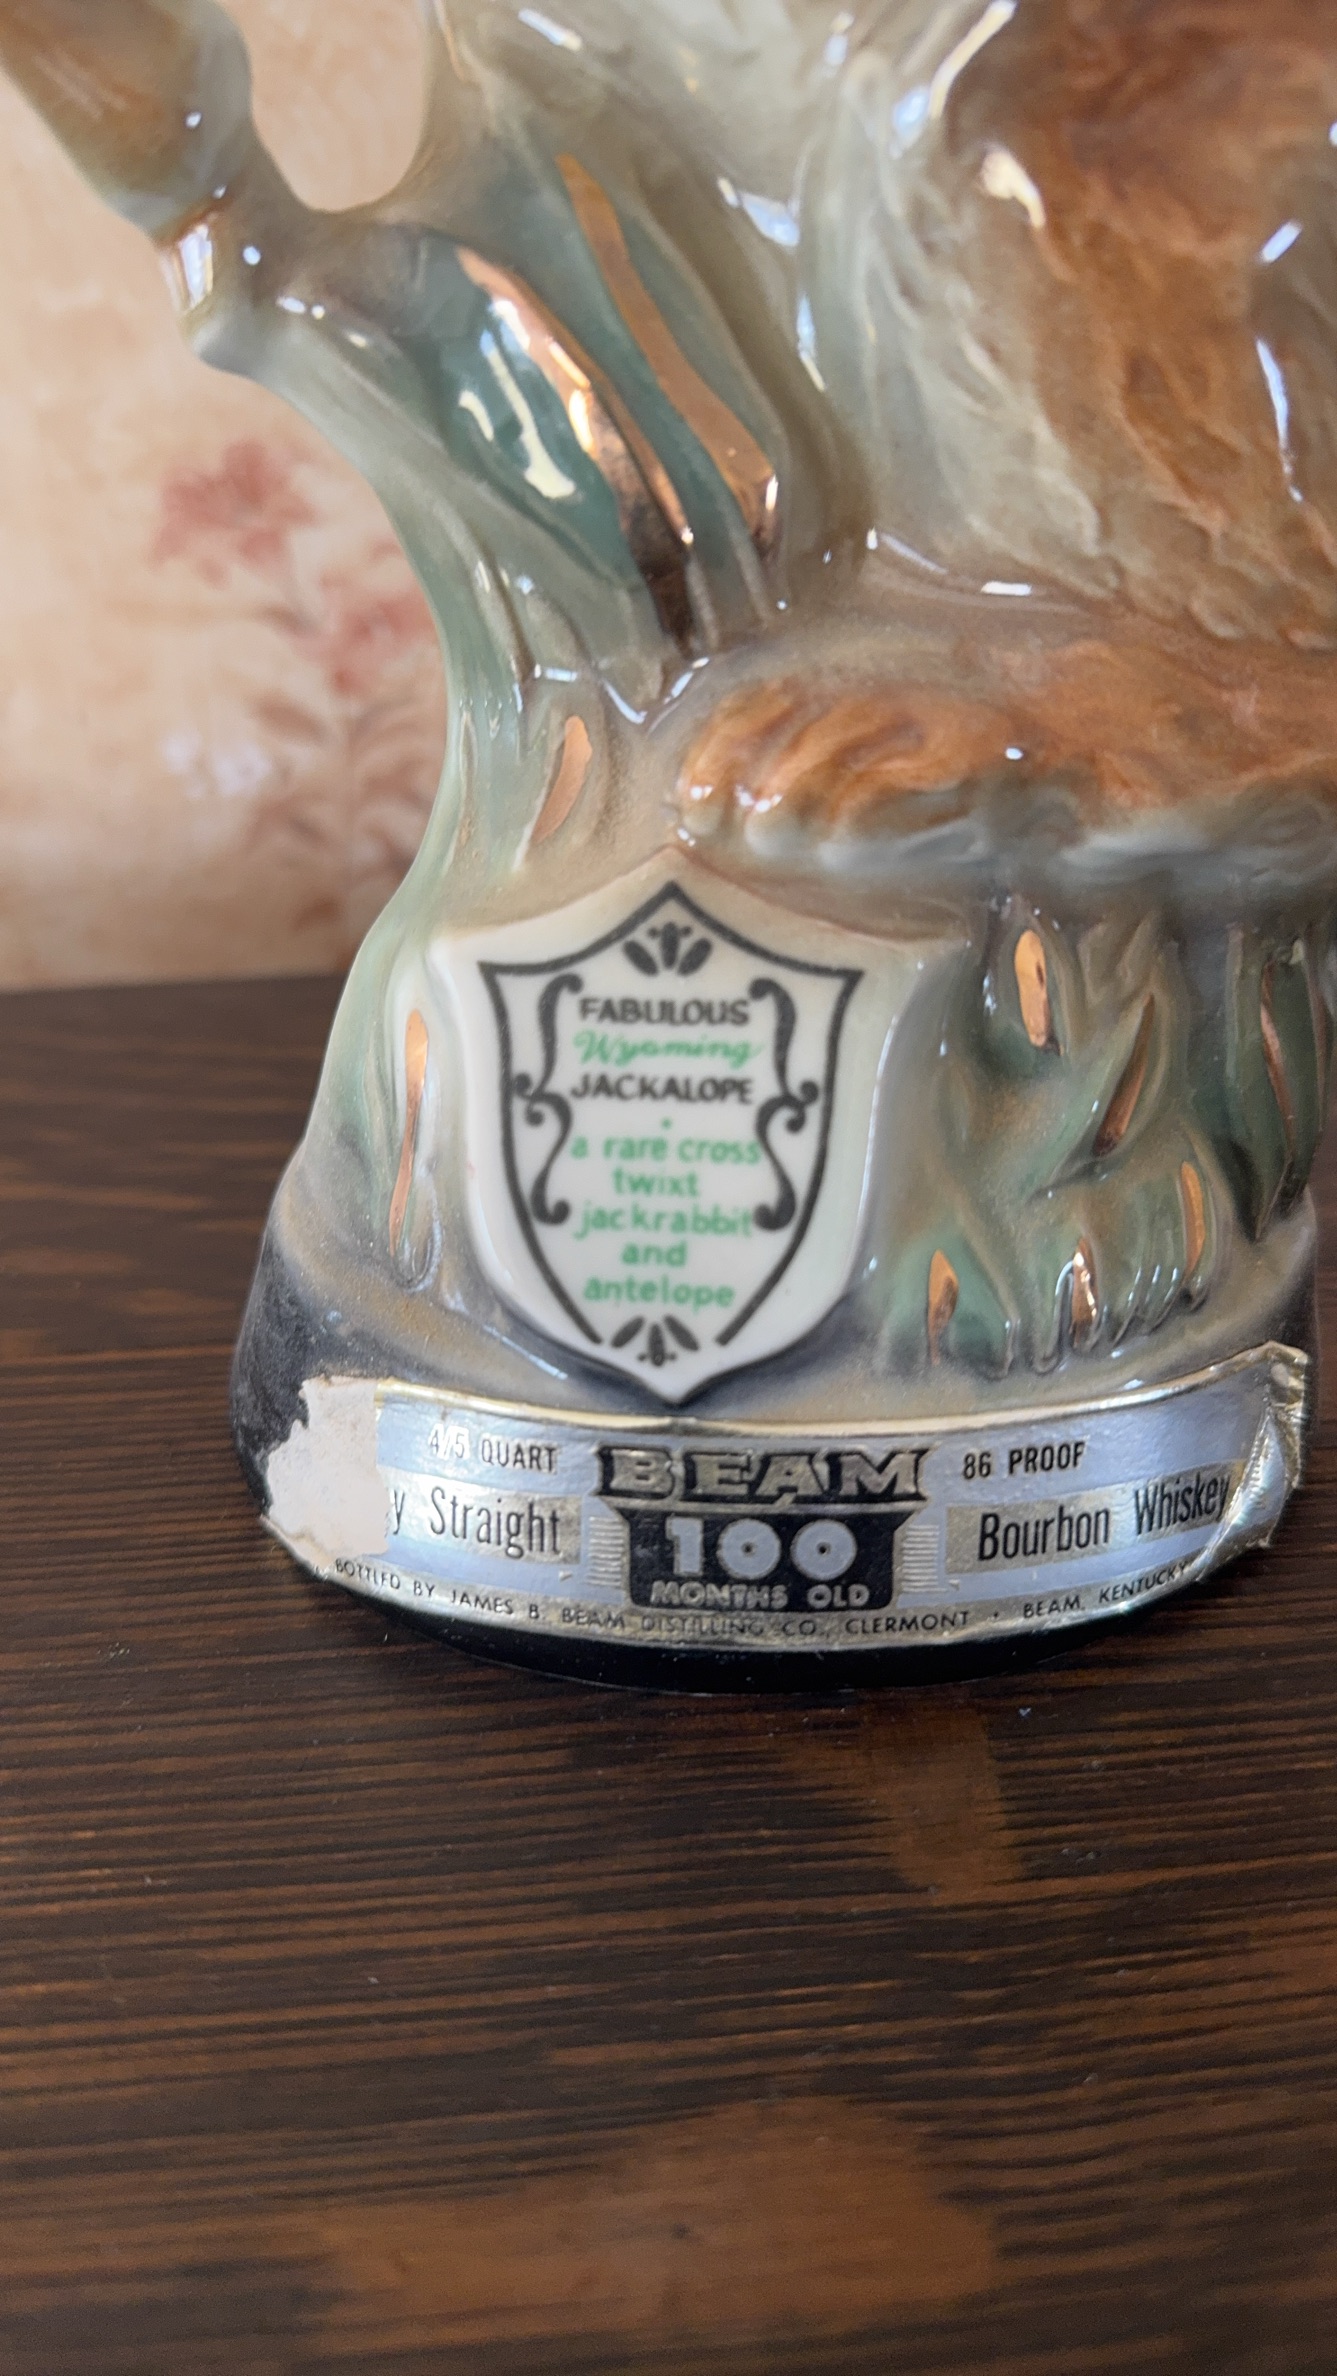 FABULOUS
Wyoming
JACKALOPE
a rare cross
twixt
jackrabbit
and
antelope
4/5 QUART
BEAM
86 PROOF
y Straight
100
Bourbon Whiskey
MONTHS OLD
BOTTLED BY JAMES B. BEAM DISTILLING CO., CLERMONT • BEAM, KENTUCKY